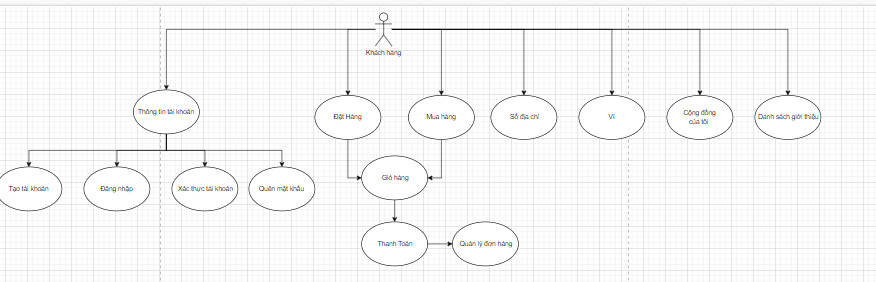 Khách hàng
Thông tin tài khoản
Đặt Hàng
Mua hàng
Sổ địa chỉ
Ví
Cộng đồng
của tôi
Danh sách giới thiệu
Tạo tài khoản
Đăng nhập
Xác thực tài khoản
Quên mật khẩu
Giỏ hàng
Thanh Toán
Quản lý đơn hàng